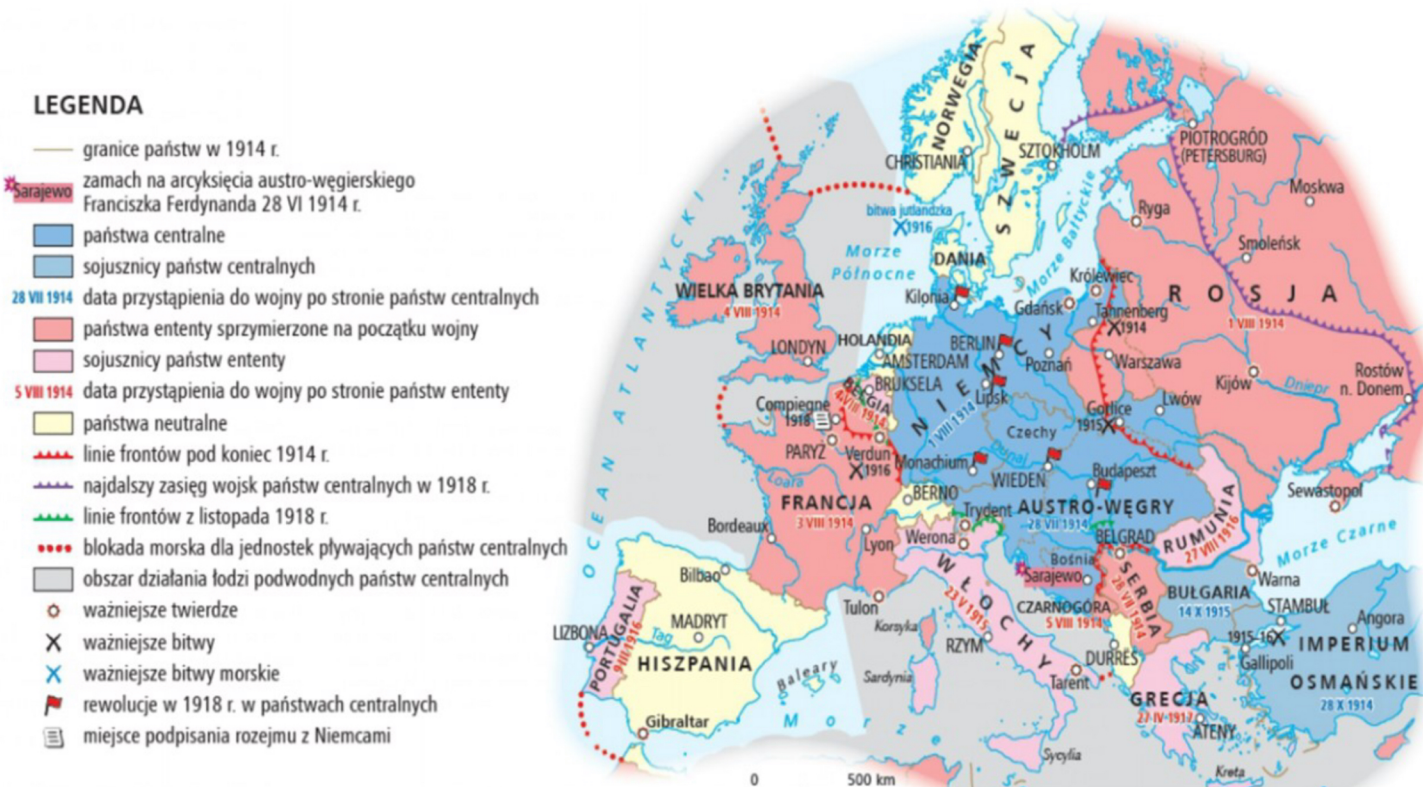 LEGENDA
granice państw w 1914 r.
Sarajewo
zamach na arcyksięcia austro-węgierskiego
Franciszka Ferdynanda 28 VI 1914 r.
państwa centralne
sojusznicy państw centralnych
28 VII 1914 data przystąpienia do wojny po stronie państw centralnych
państwa ententy sprzymierzone na początku wojny
sojusznicy państw ententy
5 VIII 1914 data przystąpienia do wojny po stronie państw ententy
państwa neutralne
linie frontów pod koniec 1914 r.
najdalszy zasięg wojsk państw centralnych w 1918 r.
linie frontów z listopada 1918 r.
blokada morska dla jednostek pływających państw centralnych
obszar działania łodzi podwodnych państw centralnych
ważniejsze twierdze
ważniejsze bitwy
ważniejsze bitwy morskie
rewolucje w 1918 r. w państwach centralnych
miejsce podpisania rozejmu z Niemcami
OCEAN ATLANTYCKI
NORWEGIA
SZWECJA
CHRISTIANIA
SZTOKHOLM
PIOTROGRÓD
(PETERSBURG)
Moskwa
Ryga
Smoleńsk
bitwa jutlandzka
1916
Morze
Północne
Morze Bałtyckie
DANIA
Kilonia
Królewiec
Gdańsk
Tannenberg
1914
ROSJA
1 VIII 1914
WIELKA BRYTANIA
4 VIII 1914
LONDYN
HOLANDIA
AMSTERDAM
BRUKSELA
BELGIA
4 VIII 1914
BERLIN
Poznań
Warszawa
NIEMCY
1 VIII 1914
Lipsk
Kijów
Dniepr
Rostów
n. Donem
Compiegne
1918
PARYŻ
Verdun
1916
Gorlice
1915
Lwów
Czechy
Dunaj
Monachium
WIEDEŃ
Budapeszt
Loara
FRANCJA
3 VIII 1914
BERNO
Trydent
AUSTRO-WĘGRY
28 VII 1914
RUMUNIA
27 VIII 1916
Sewastopol
Morze Czarne
Bordeaux
Lyon
Werona
BELGRAD
Bośnia
Sarajewo
SERBIA
28 VII 1914
Bilbao
Tulon
WŁOCHY
23 V 1915
CZARNOGÓRA
5 VIII 1914
BUŁGARIA
14 X 1915
Warna
STAMBUŁ
Angora
PORTUGALIA
9 III 1916
LIZBONA
MADRYT
Tag
HISZPANIA
Korsyka
RZYM
DURRËS
1915-16
Gallipoli
IMPERIUM
OSMAŃSKIE
28 X 1914
Baleary
Sardynia
Tarent
GRECJA
27 IV 1917
ATENY
Gibraltar
Morze
Sycylia
Kreta
0 500 km